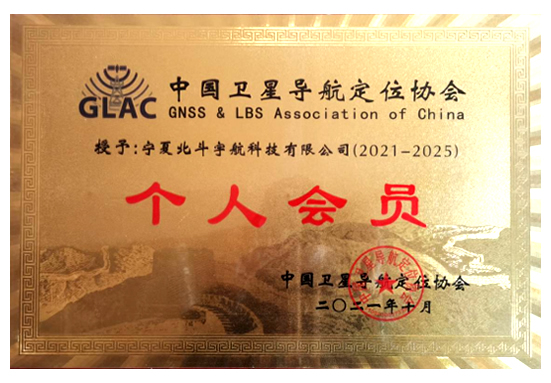 GLAC
中国卫星导航定位协会
GNSS & LBS Association of China
授予:宁夏北斗宇航科技有限公司(2021-2025)
个人会员
中国卫星导航定位协会
二〇二一年十月